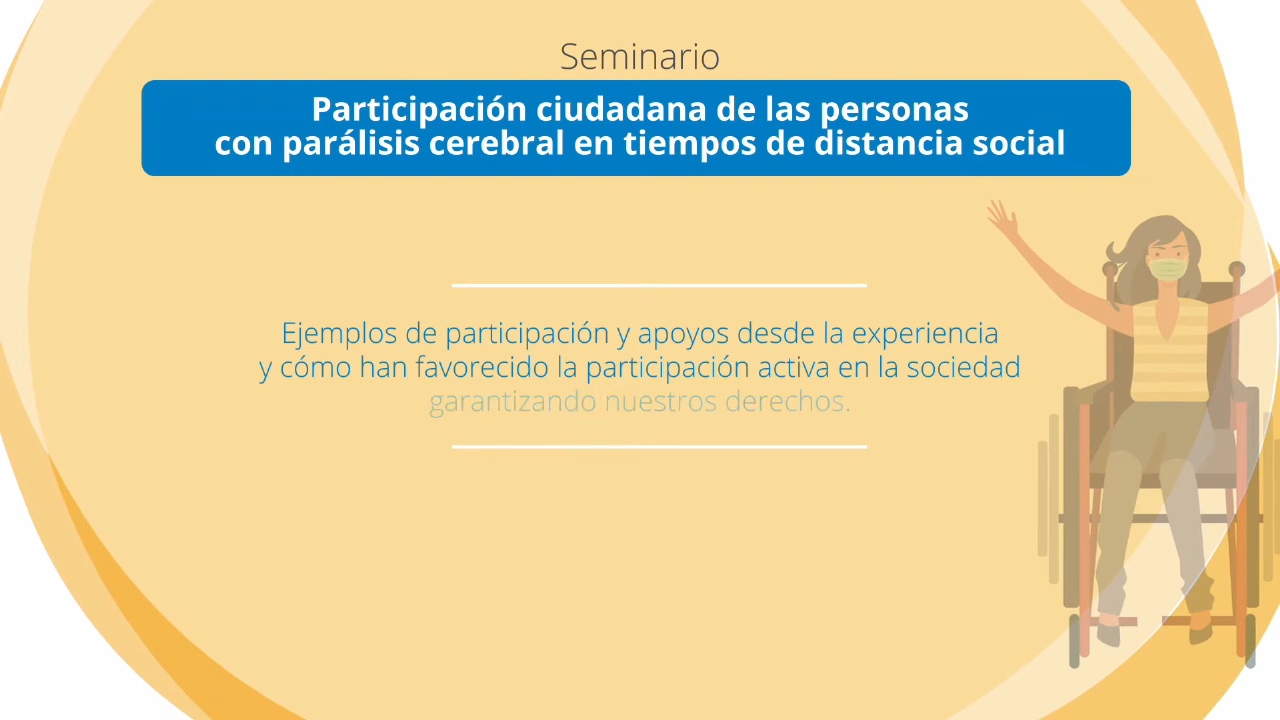 Seminario
Participación ciudadana de las personas
con parálisis cerebral en tiempos de distancia social
Ejemplos de participación y apoyos desde la experiencia
y cómo han favorecido la participación activa en la sociedad
garantizando nuestros derechos.